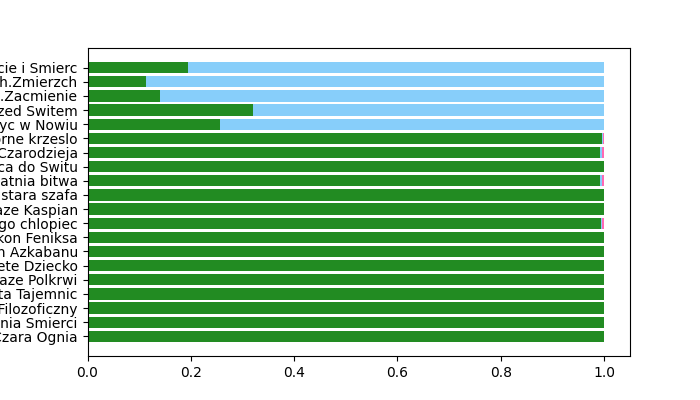 cie i Smierc
h.Zmierzch
.Zacmienie
zed Switem
yc w Nowiu
orne krzeslo
Czarodzieja
ca do Switu
atnia bitwa
stara szafa
aze Kaspian
go chlopiec
kon Feniksa
n Azkabanu
ete Dziecko
aze Polkrwi
ta Tajemnic
Filozoficzny
nia Smierci
Czara Ognia
0.0 0.2 0.4 0.6 0.8 1.0